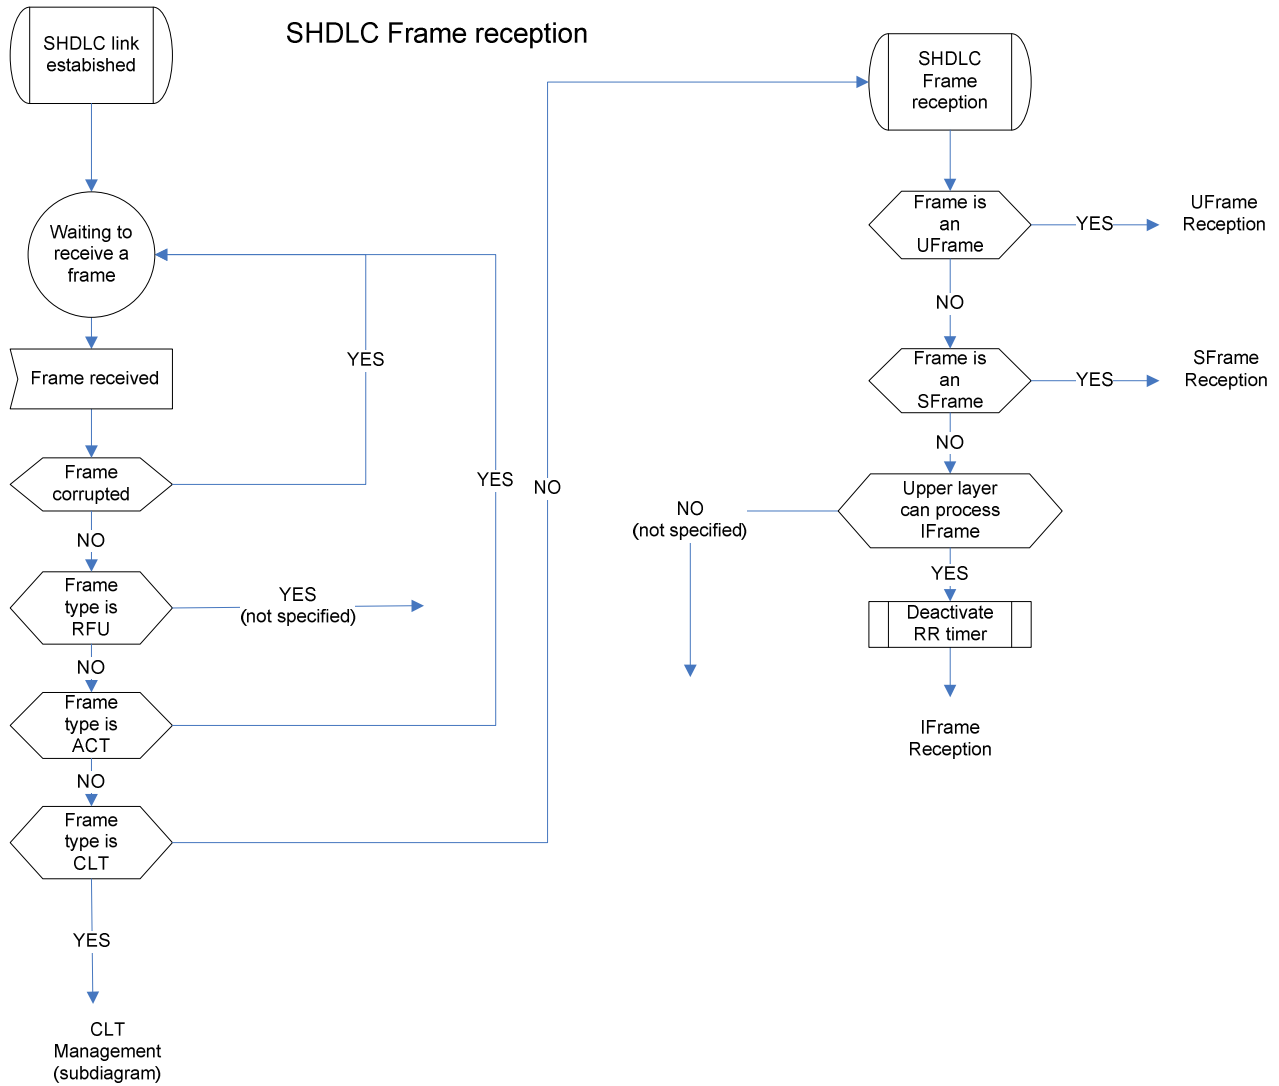 SHDLC Frame reception
SHDLC link
estabished
Waiting to
receive a
frame
Frame received
YES
Frame
corrupted
NO
Frame
type is
RFU
YES
(not specified)
NO
Frame
type is
ACT
YES
NO
Frame
type is
CLT
NO
YES
CLT
Management
(subdiagram)
SHDLC
Frame
reception
Frame is
an
UFrame
YES
UFrame
Reception
NO
Frame is
an
SFrame
YES
SFrame
Reception
NO
Upper layer
can process
IFrame
NO
(not specified)
YES
Deactivate
RR timer
IFrame
Reception